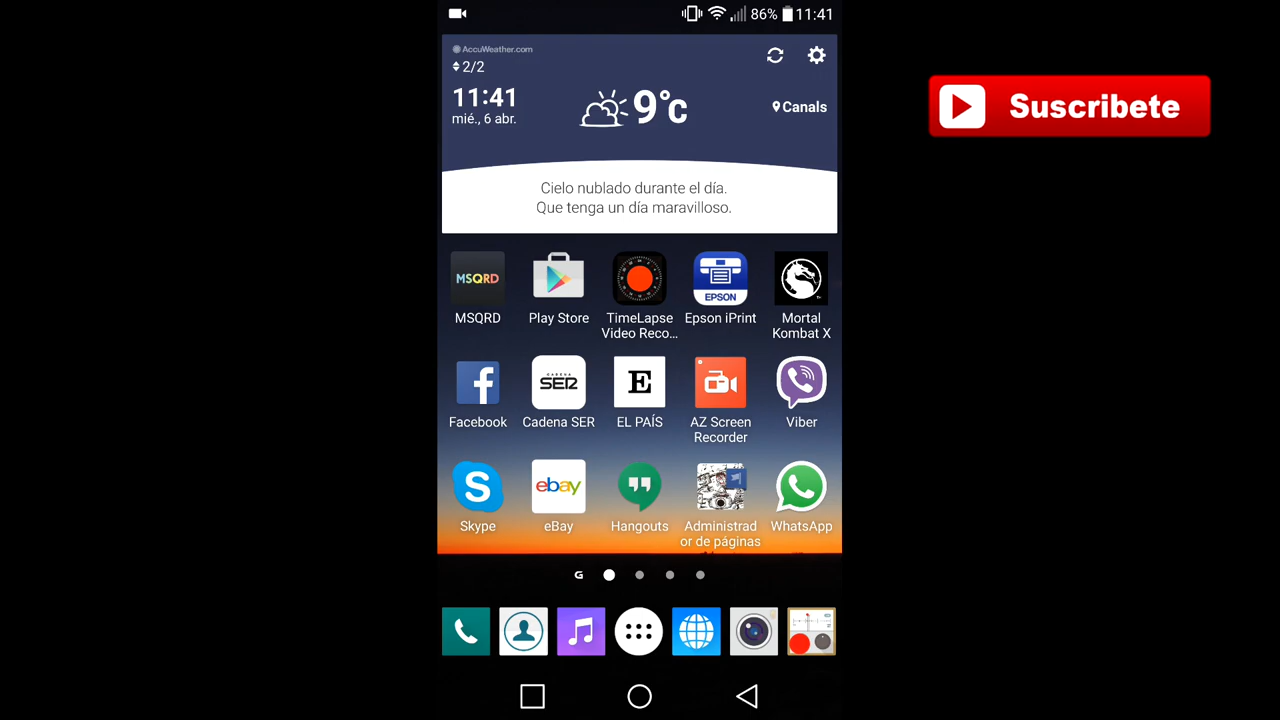 86% 11:41
AccuWeather.com
2/2
11:41
mié., 6 abr.
9°c
Canals
Cielo nublado durante el día.
Que tenga un día maravilloso.
Suscribete
MSQRD
EPSON
MSQRD
Play Store
TimeLapse
Video Reco...
Epson iPrint
Mortal
Kombat X
CADENA
SER
E
Facebook
Cadena SER
EL PAÍS
AZ Screen
Recorder
Viber
ebay
Skype
eBay
Hangouts
Administrad
or de páginas
WhatsApp
G